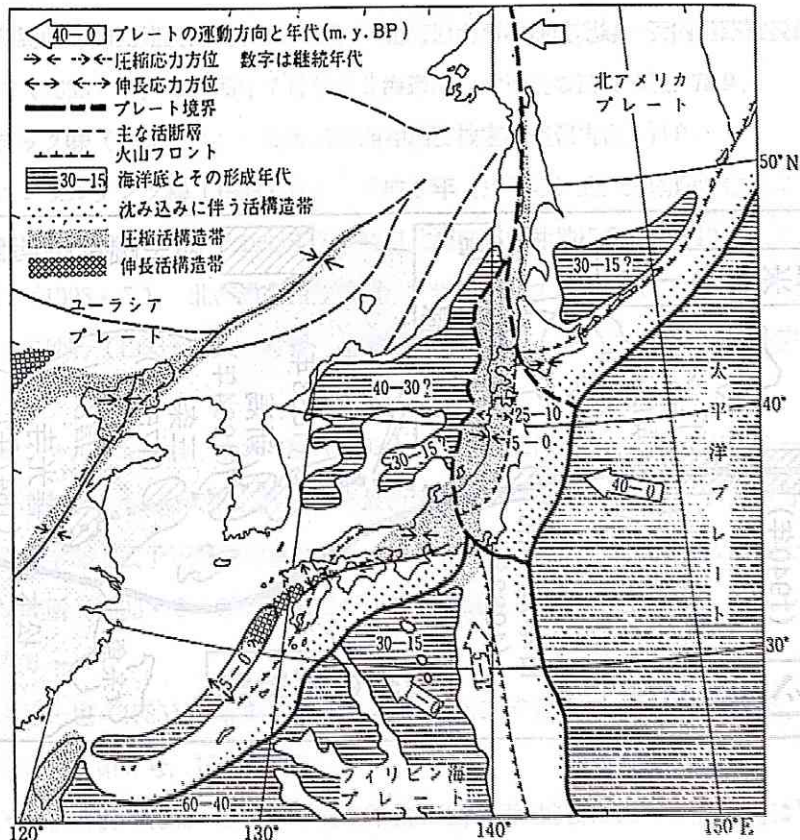 40−0 プレートの運動方向と年代(m. y. BP)
圧縮応力方位 数字は継続年代
伸長応力方位
プレート境界
主な活断層
火山フロント
30−15 海洋底とその形成年代
沈み込みに伴う活構造帯
圧縮活構造帯
伸長活構造帯
北アメリカ
プレート
50°N
30−15?
ユーラシア
プレート
40−30?
太平洋プレート
40°
25−10
5−0
30−15?
40−0
30−15
30°
5−0?
フィリピン海
プレート
60−40
120°
130°
140°
150°E